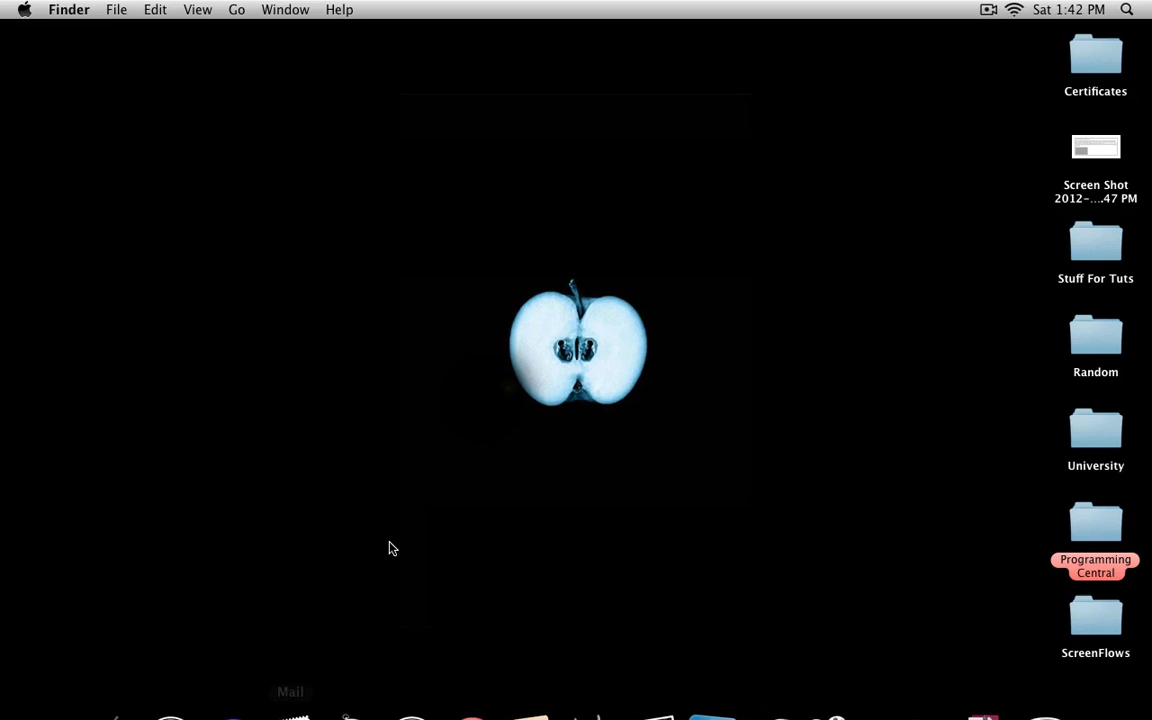 Finder File Edit View Go Window Help Sat 1:42 PM
Certificates
Screen Shot
2012-....47 PM
Stuff For Tuts
Random
University
Programming
Central
ScreenFlows
Mail